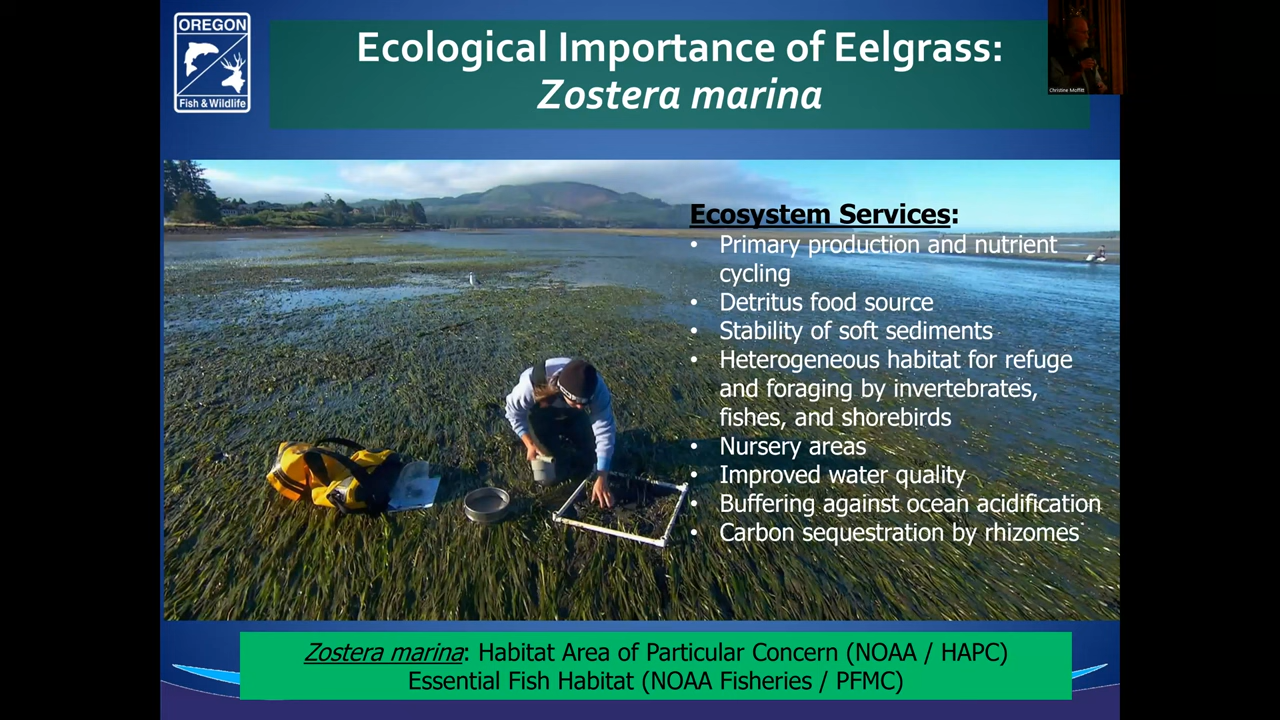 OREGON
Fish & Wildlife
Ecological Importance of Eelgrass:
Zostera marina
Christine Moffitt
Ecosystem Services:
• Primary production and nutrient
cycling
• Detritus food source
• Stability of soft sediments
• Heterogeneous habitat for refuge
and foraging by invertebrates,
fishes, and shorebirds
• Nursery areas
• Improved water quality
• Buffering against ocean acidification
• Carbon sequestration by rhizomes
Zostera marina: Habitat Area of Particular Concern (NOAA / HAPC)
Essential Fish Habitat (NOAA Fisheries / PFMC)